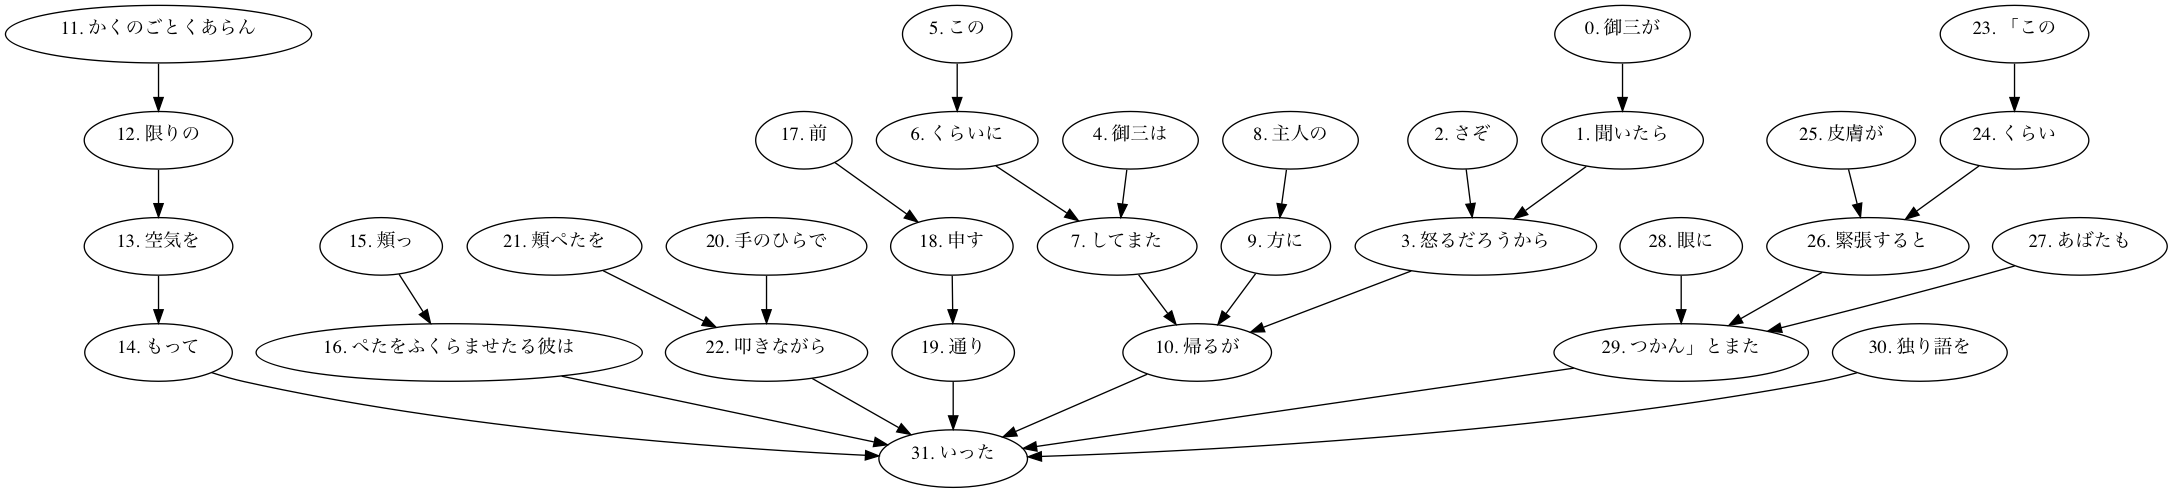 11. かくのごとくあらん
5. この
0. 御三が
23. 「この
12. 限りの
17. 前
6. くらいに
4. 御三は
8. 主人の
2. さぞ
1. 聞いたら
25. 皮膚が
24. くらい
13. 空気を
15. 頬っ
21. 頬ぺたを
20. 手のひらで
18. 申す
7. してまた
9. 方に
3. 怒るだろうから
28. 眼に
26. 緊張すると
27. あばたも
14. もって
16. ぺたをふくらませたる彼は
22. 叩きながら
19. 通り
10. 帰るが
29. つかん」とまた
30. 独り語を
31. いった